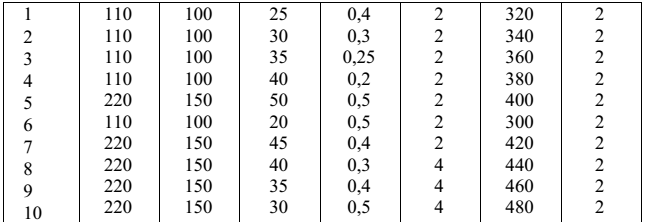 1 110 100 25 0,4 2 320 2
2 110 100 30 0,3 2 340 2
3 110 100 35 0,25 2 360 2
4 110 100 40 0,2 2 380 2
5 220 150 50 0,5 2 400 2
6 110 100 20 0,5 2 300 2
7 220 150 45 0,4 2 420 2
8 220 150 40 0,3 4 440 2
9 220 150 35 0,4 4 460 2
10 220 150 30 0,5 4 480 2